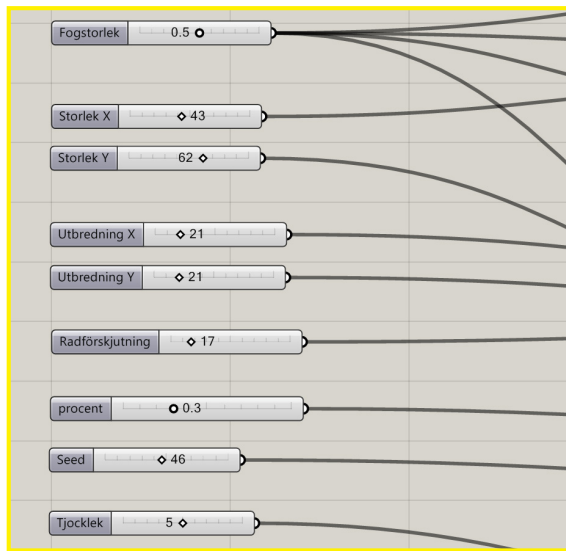 Fogstorlek 0.5
Storlek X 43
Storlek Y 62
Utbredning X 21
Utbredning Y 21
Radförskjutning 17
procent 0.3
Seed 46
Tjocklek 5